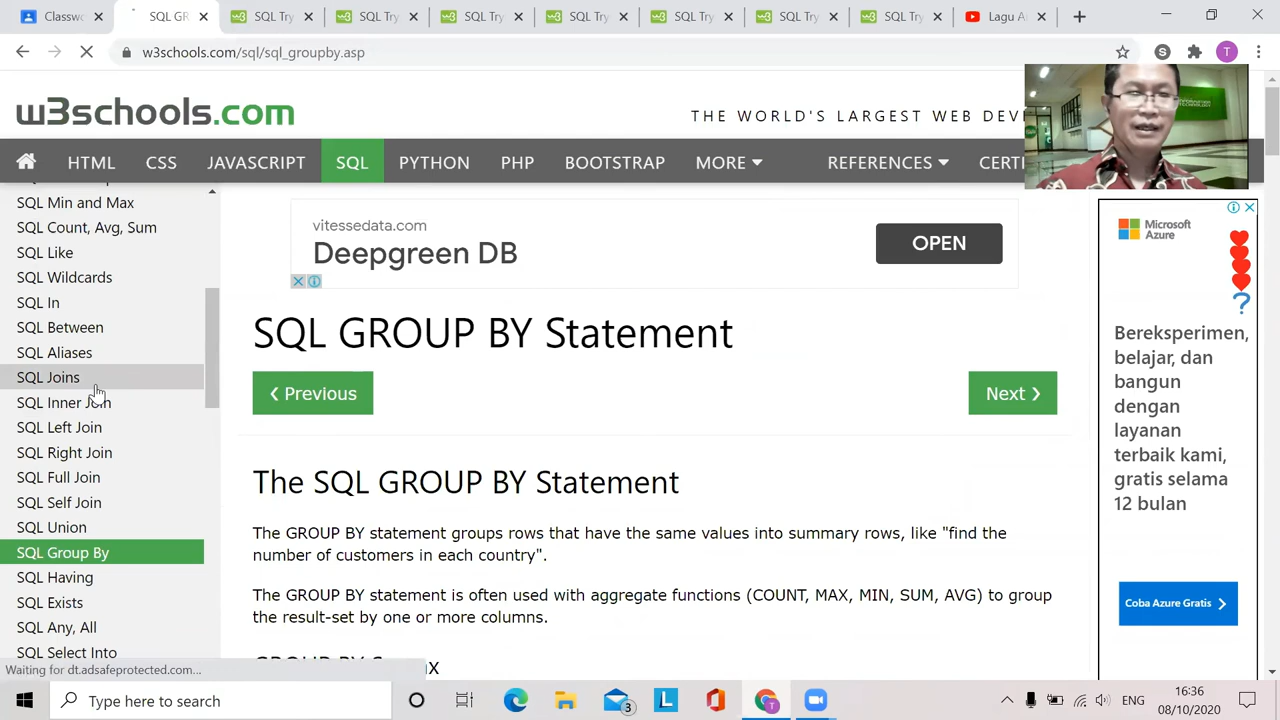 Classwo
SQL GR
SQL Try
SQL Try
SQL Try
SQL Try
SQL Try
SQL Try
SQL Try
Lagu A
w3schools.com/sql/sql_groupby.asp
T
w3schools.com
THE WORLD'S LARGEST WEB DEV
HTML
CSS
JAVASCRIPT
SQL
PYTHON
PHP
BOOTSTRAP
MORE
REFERENCES
CERTI
SQL Min and Max
SQL Count, Avg, Sum
SQL Like
SQL Wildcards
SQL In
SQL Between
SQL Aliases
SQL Joins
SQL Inner Join
SQL Left Join
SQL Right Join
SQL Full Join
SQL Self Join
SQL Union
SQL Group By
SQL Having
SQL Exists
SQL Any, All
SQL Select Into
vitessedata.com
Deepgreen DB
OPEN
SQL GROUP BY Statement
❮ Previous
Next ❯
The SQL GROUP BY Statement
The GROUP BY statement groups rows that have the same values into summary rows, like "find the
number of customers in each country".
The GROUP BY statement is often used with aggregate functions (COUNT, MAX, MIN, SUM, AVG) to group
the result-set by one or more columns.
Microsoft
Azure
?
Bereksperimen,
belajar, dan
bangun
dengan
layanan
terbaik kami,
gratis selama
12 bulan
Coba Azure Gratis
Waiting for dt.adsafeprotected.com...
Type here to search
3
L
T
ENG
16:36
08/10/2020